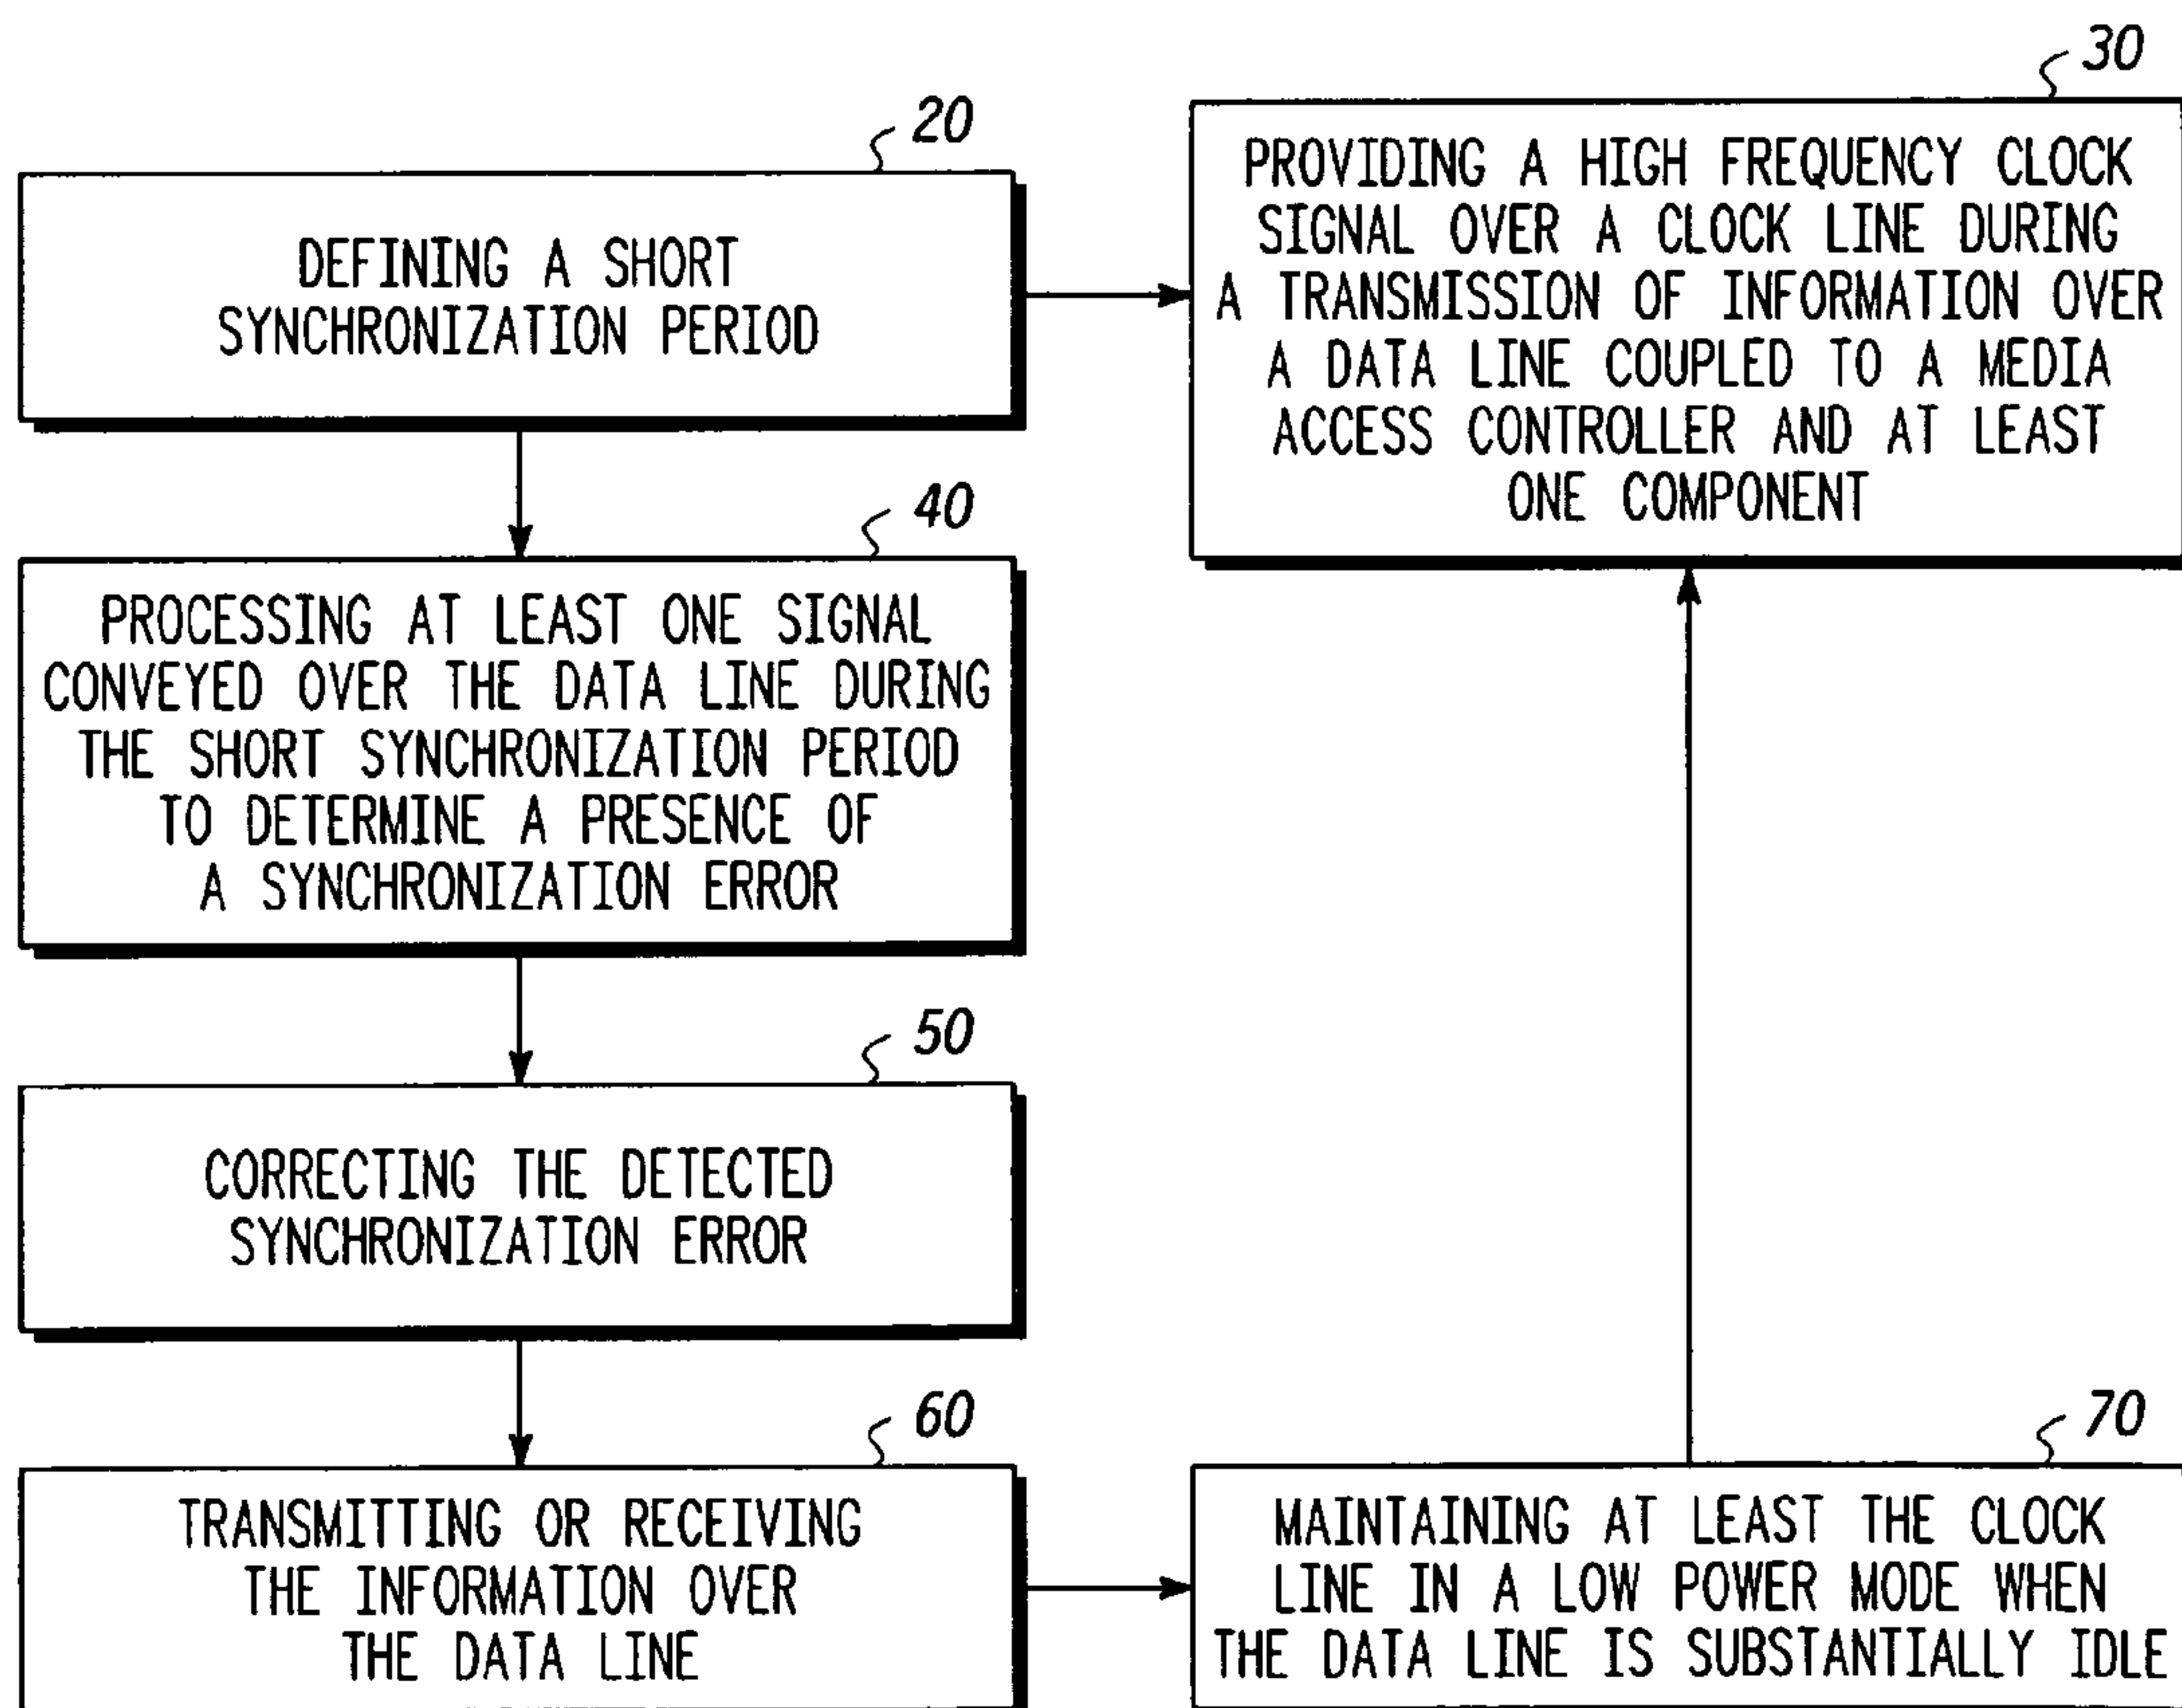 20
DEFINING A SHORT
SYNCHRONIZATION PERIOD
30
PROVIDING A HIGH FREQUENCY CLOCK
SIGNAL OVER A CLOCK LINE DURING
A TRANSMISSION OF INFORMATION OVER
A DATA LINE COUPLED TO A MEDIA
ACCESS CONTROLLER AND AT LEAST
ONE COMPONENT
40
PROCESSING AT LEAST ONE SIGNAL
CONVEYED OVER THE DATA LINE DURING
THE SHORT SYNCHRONIZATION PERIOD
TO DETERMINE A PRESENCE OF
A SYNCHRONIZATION ERROR
50
CORRECTING THE DETECTED
SYNCHRONIZATION ERROR
60
TRANSMITTING OR RECEIVING
THE INFORMATION OVER
THE DATA LINE
70
MAINTAINING AT LEAST THE CLOCK
LINE IN A LOW POWER MODE WHEN
THE DATA LINE IS SUBSTANTIALLY IDLE